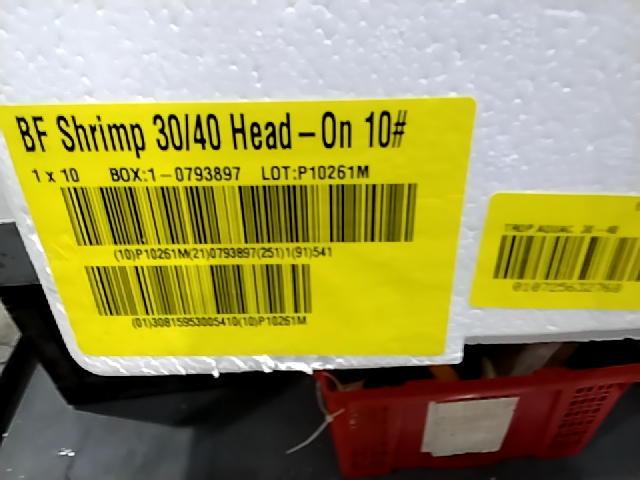 BF Shrimp 30/40 Head-On 10#
1 x 10 BOX:1-0793897 LOT:P10261M
(10)P10261M(21)0793897(251)1(91)541
(01)30815953005410(10)P10261M